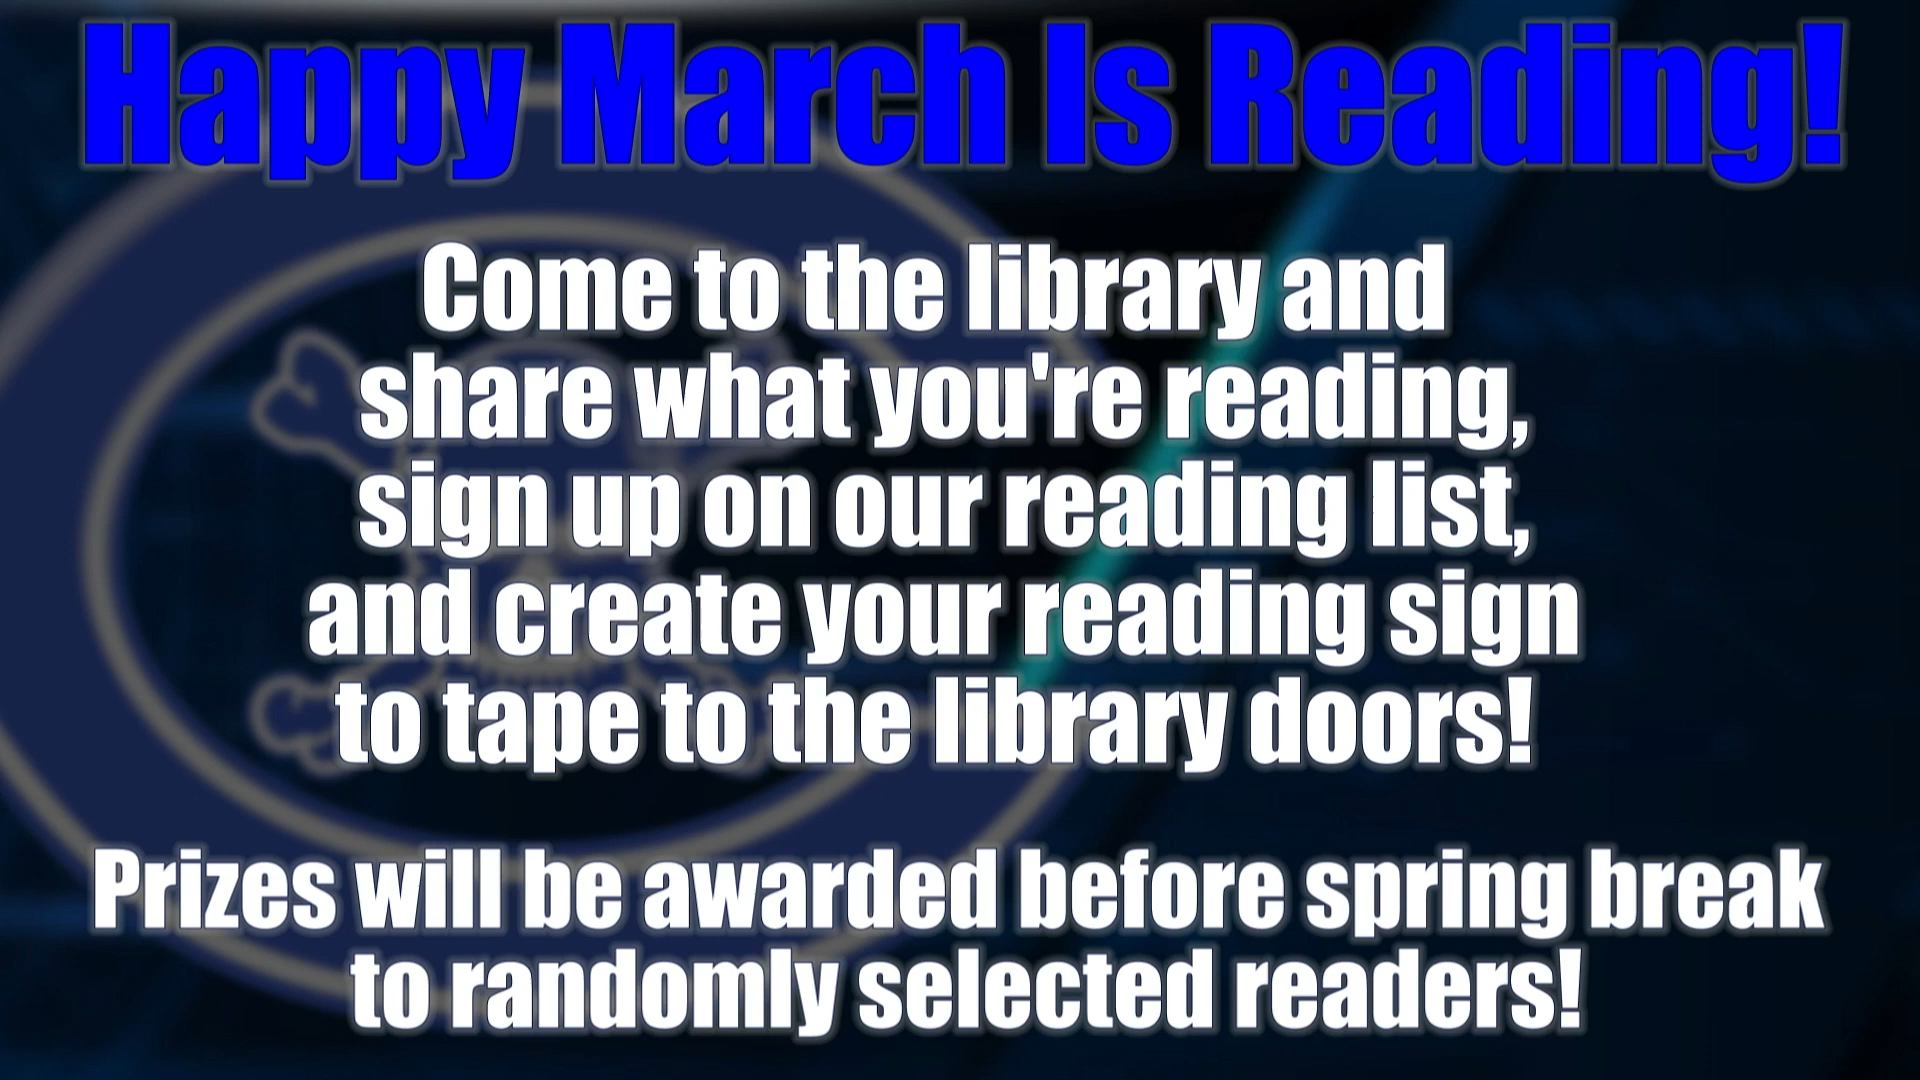 Happy March Is Reading!
Come to the library and
share what you're reading,
sign up on our reading list,
and create your reading sign
to tape to the library doors!
Prizes will be awarded before spring break
to randomly selected readers!